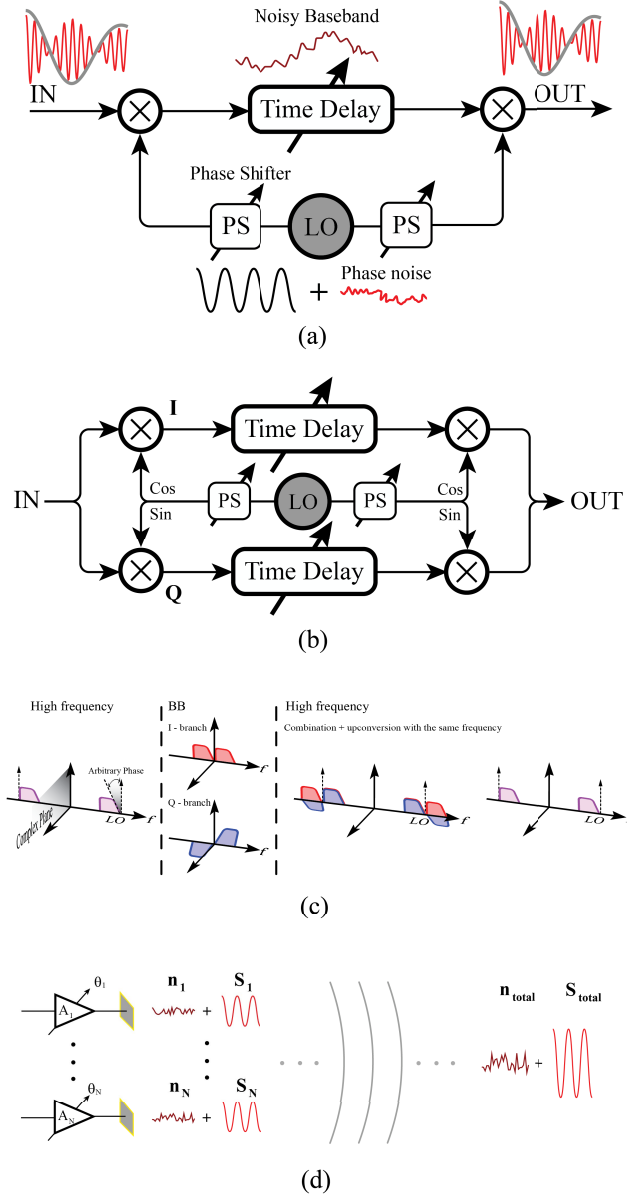 Noisy Baseband
IN
Time Delay
OUT
Phase Shifter
PS
LO
PS
Phase noise
+
(a)
I
Time Delay
IN
Cos
Sin
PS
LO
PS
Cos
Sin
OUT
Time Delay
Q
(b)
High frequency
BB
High frequency
I - branch
Combination + upconversion with the same frequency
f
Arbitrary Phase
Complex Plane
LO
f
Q - branch
f
LO
f
LO
f
(c)
θ1
A1
n1
+
S1
ntotal
+
Stotal
θN
AN
nN
+
SN
(d)